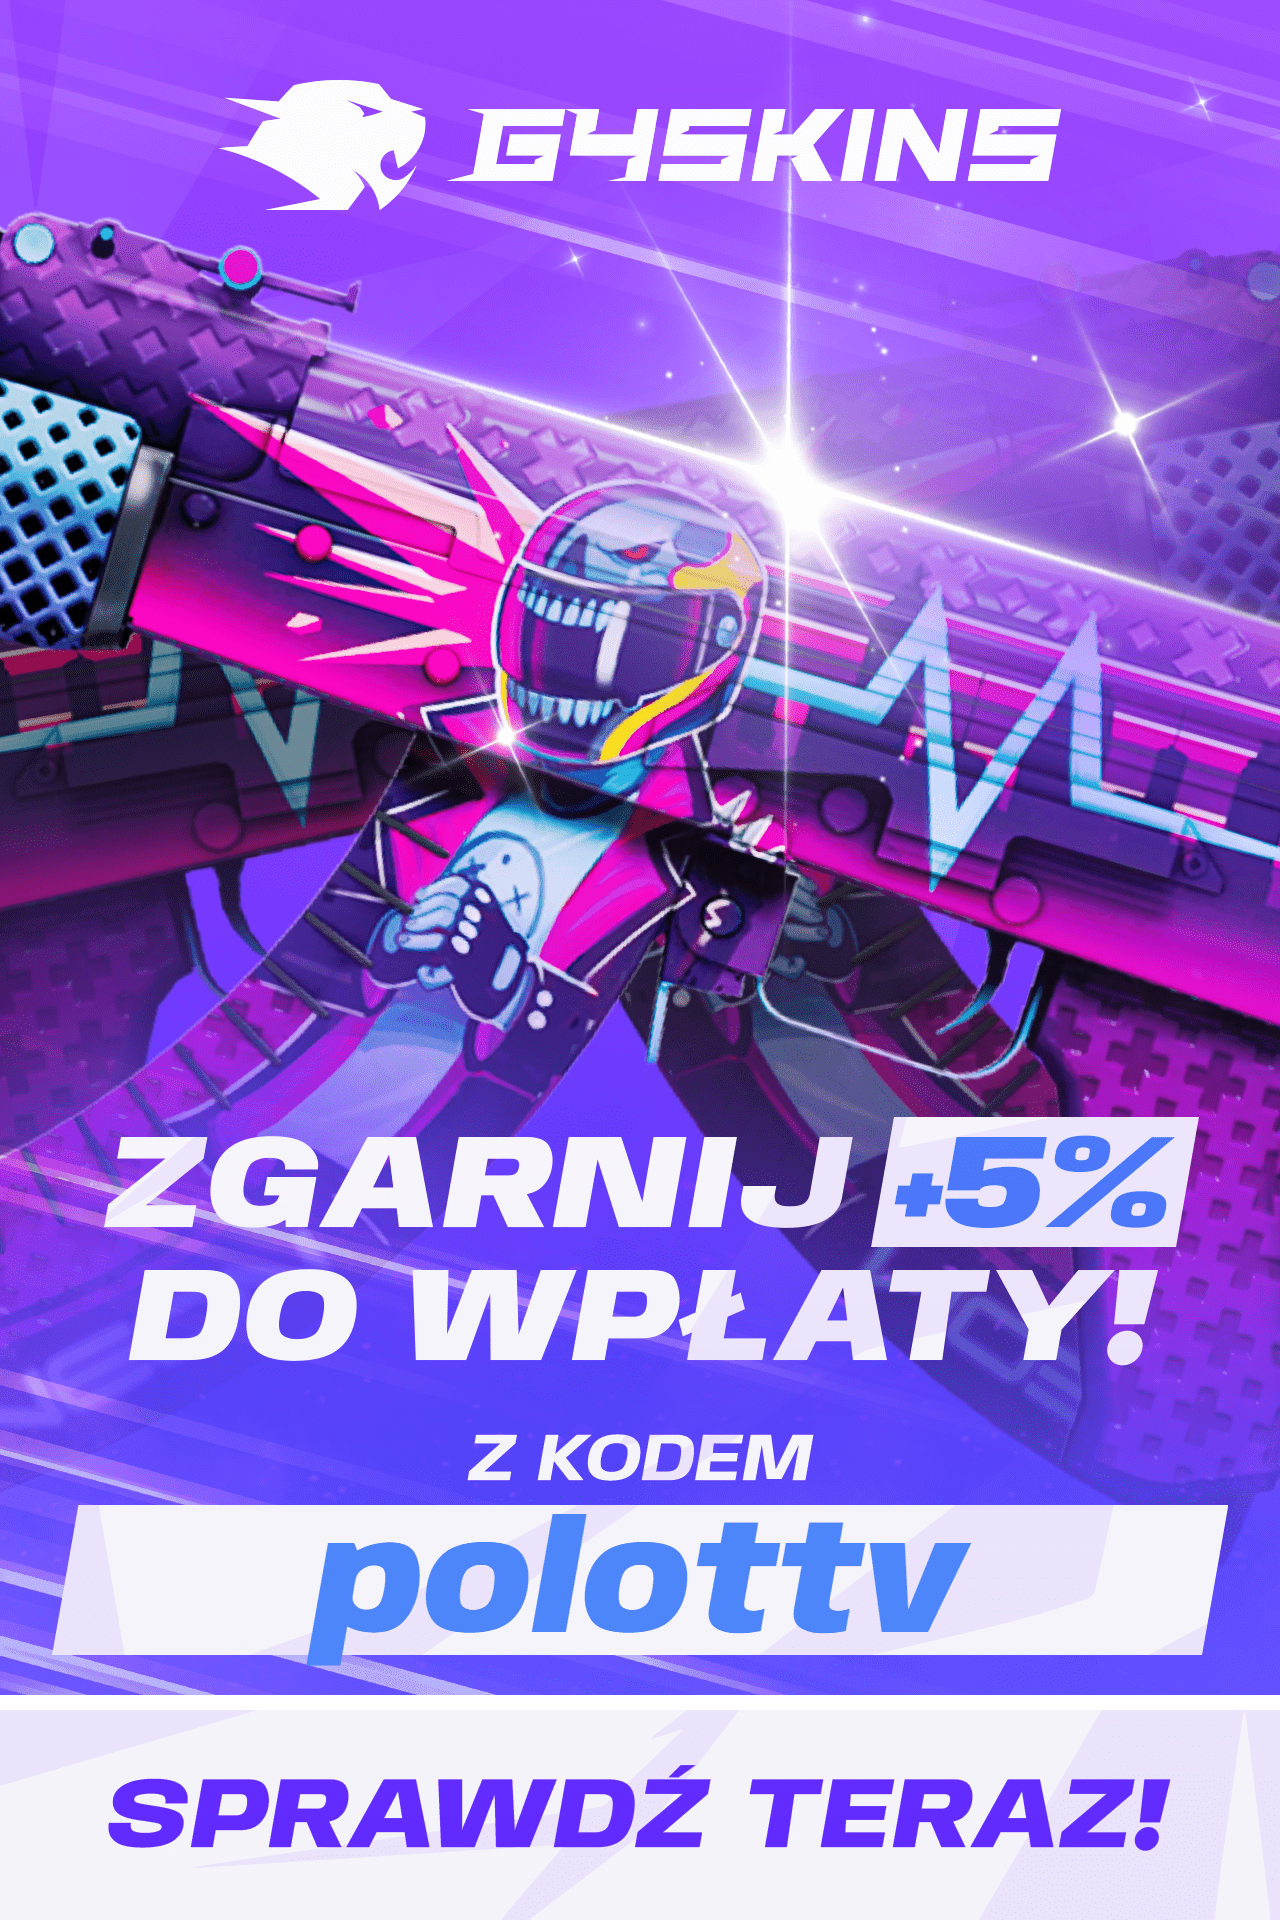 G4SKINS
ZGARNIJ +5%
DO WPŁATY!
Z KODEM
polottv
SPRAWDŹ TERAZ!